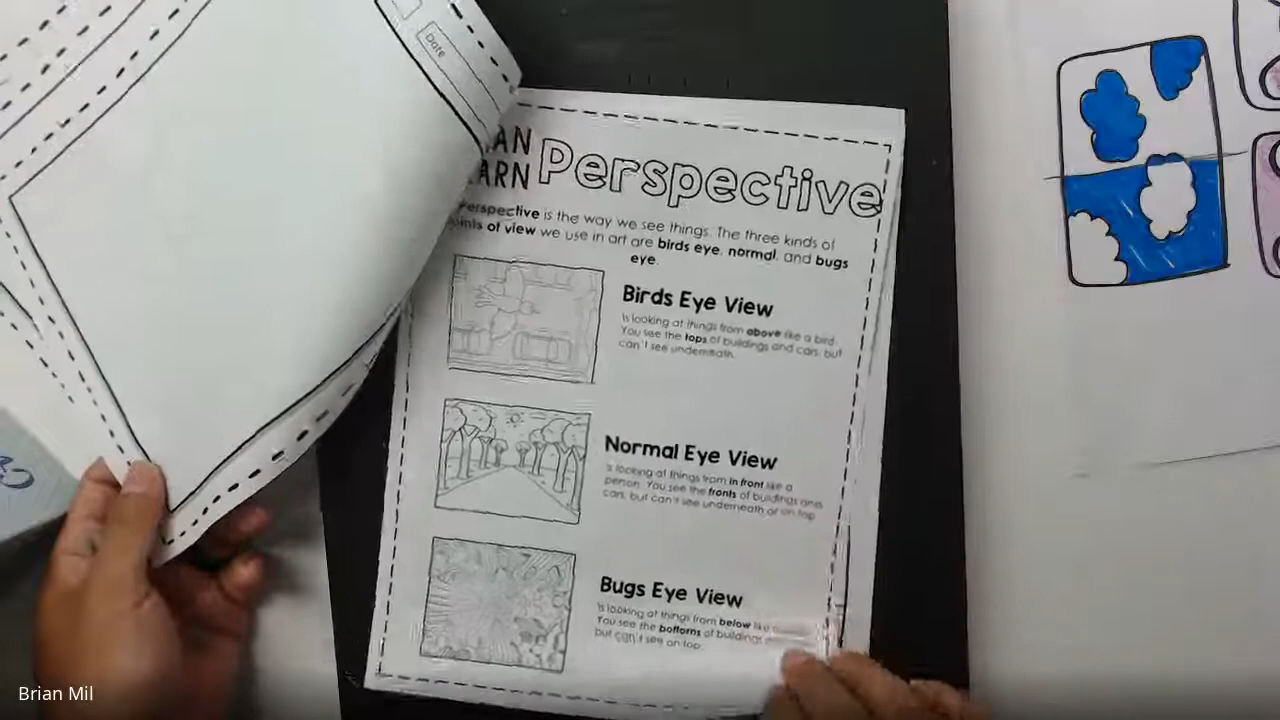 Date
AN
ARN
Perspective
Perspective is the way we see things. The three kinds of
points of view we use in art are birds eye, normal, and bugs
eye.
Birds Eye View
Is looking at things from above like a bird.
You see the tops of buildings and cars, but
can't see underneath.
Normal Eye View
Is looking at things from in front like a
person. You see the fronts of buildings and
cars, but can't see underneath or on top.
Bugs Eye View
Is looking at things from below like
You see the bottoms of buildings
but can't see on top.
Brian Mil